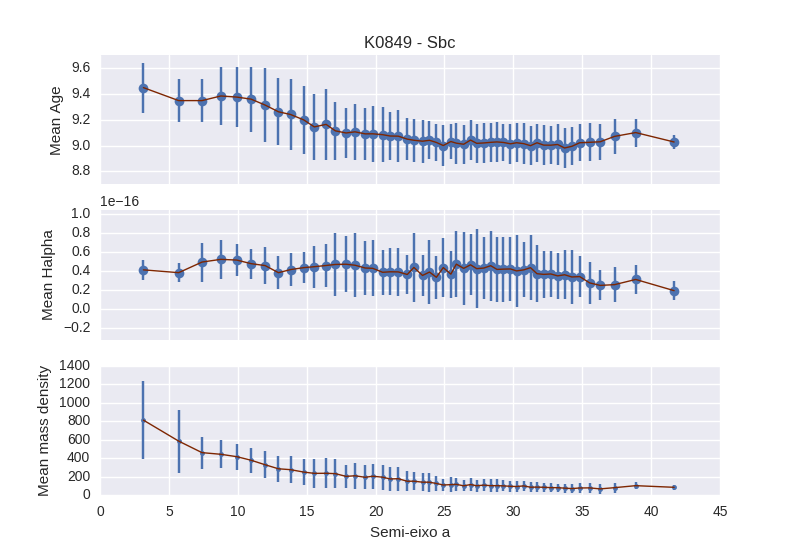 K0849 - Sbc
9.6
9.4
9.2
9.0
8.8
Mean Age
1e−16
1.0
0.8
0.6
0.4
0.2
0.0
−0.2
Mean Halpha
1400
1200
1000
800
600
400
200
0
Mean mass density
0 5 10 15 20 25 30 35 40 45
Semi-eixo a